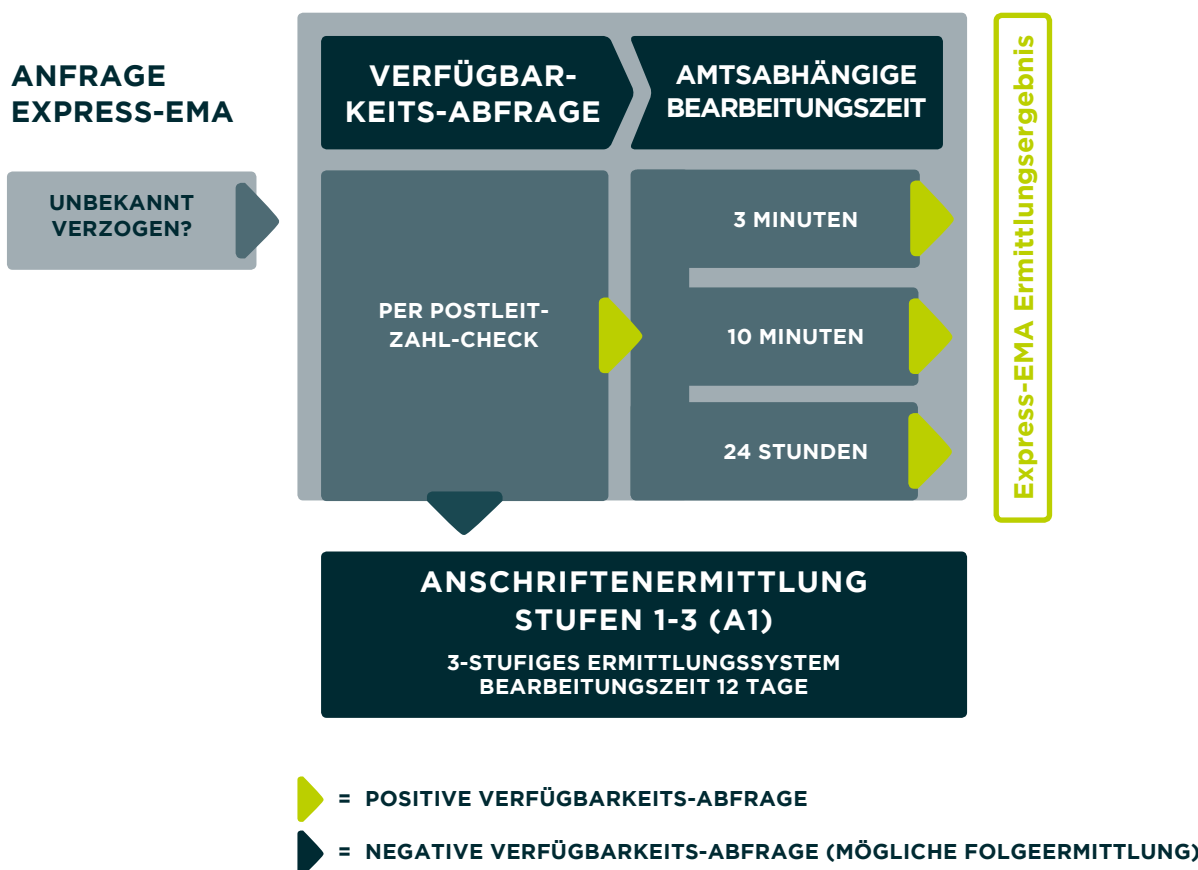 ANFRAGE
EXPRESS-EMA
UNBEKANNT
VERZOGEN?
VERFÜGBAR-
KEITS-ABFRAGE
AMTSABHÄNGIGE
BEARBEITUNGSZEIT
PER POSTLEIT-
ZAHL-CHECK
3 MINUTEN
10 MINUTEN
24 STUNDEN
Express-EMA Ermittlungsergebnis
ANSCHRIFTENERMITTLUNG
STUFEN 1-3 (A1)
3-STUFIGES ERMITTLUNGSSYSTEM
BEARBEITUNGSZEIT 12 TAGE
= POSITIVE VERFÜGBARKEITS-ABFRAGE
= NEGATIVE VERFÜGBARKEITS-ABFRAGE (MÖGLICHE FOLGEERMITTLUNG)